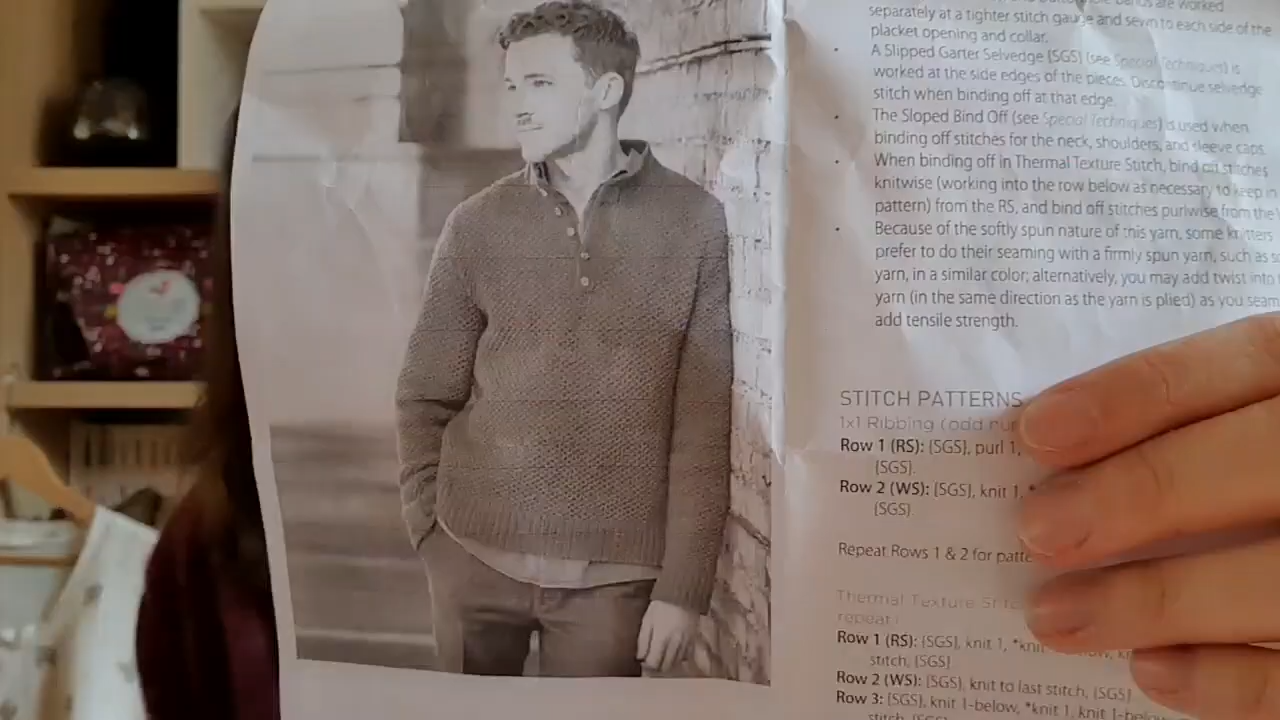 are worked
separately at a tighter stitch gauge and sewn to each side of the
placket opening and collar.
• A Slipped Garter Selvedge (SGS) (see Special Techniques) is
worked at the side edges of the pieces. Discontinue selvedge
stitch when binding off at that edge.
• The Sloped Bind Off (see Special Techniques) is used when
binding off stitches for the neck, shoulders, and sleeve caps.
• When binding off in Thermal Texture Stitch, bind off stitches
knitwise (working into the row below as necessary to keep in
pattern) from the RS, and bind off stitches purlwise from the
• Because of the softly spun nature of this yarn, some knitters
prefer to do their seaming with a firmly spun yarn, such as
yarn, in a similar color; alternatively, you may add twist into
yarn (in the same direction as the yarn is plied) as you seam
add tensile strength.
STITCH PATTERNS
1x1 Ribbing (odd
Row 1 (RS): {SGS}, purl 1,
{SGS}.
Row 2 (WS): {SGS}, knit 1, *
{SGS}
Repeat Rows 1 & 2 for
Thermal Texture
repeat)
Row 1 (RS): {SGS}, knit 1,
stitch, {SGS}
Row 2 (WS): {SGS}, knit to last stitch, {SGS}
Row 3: {SGS}, knit 1-below, *knit 1, knit 1-below,
stitch, {SGS}